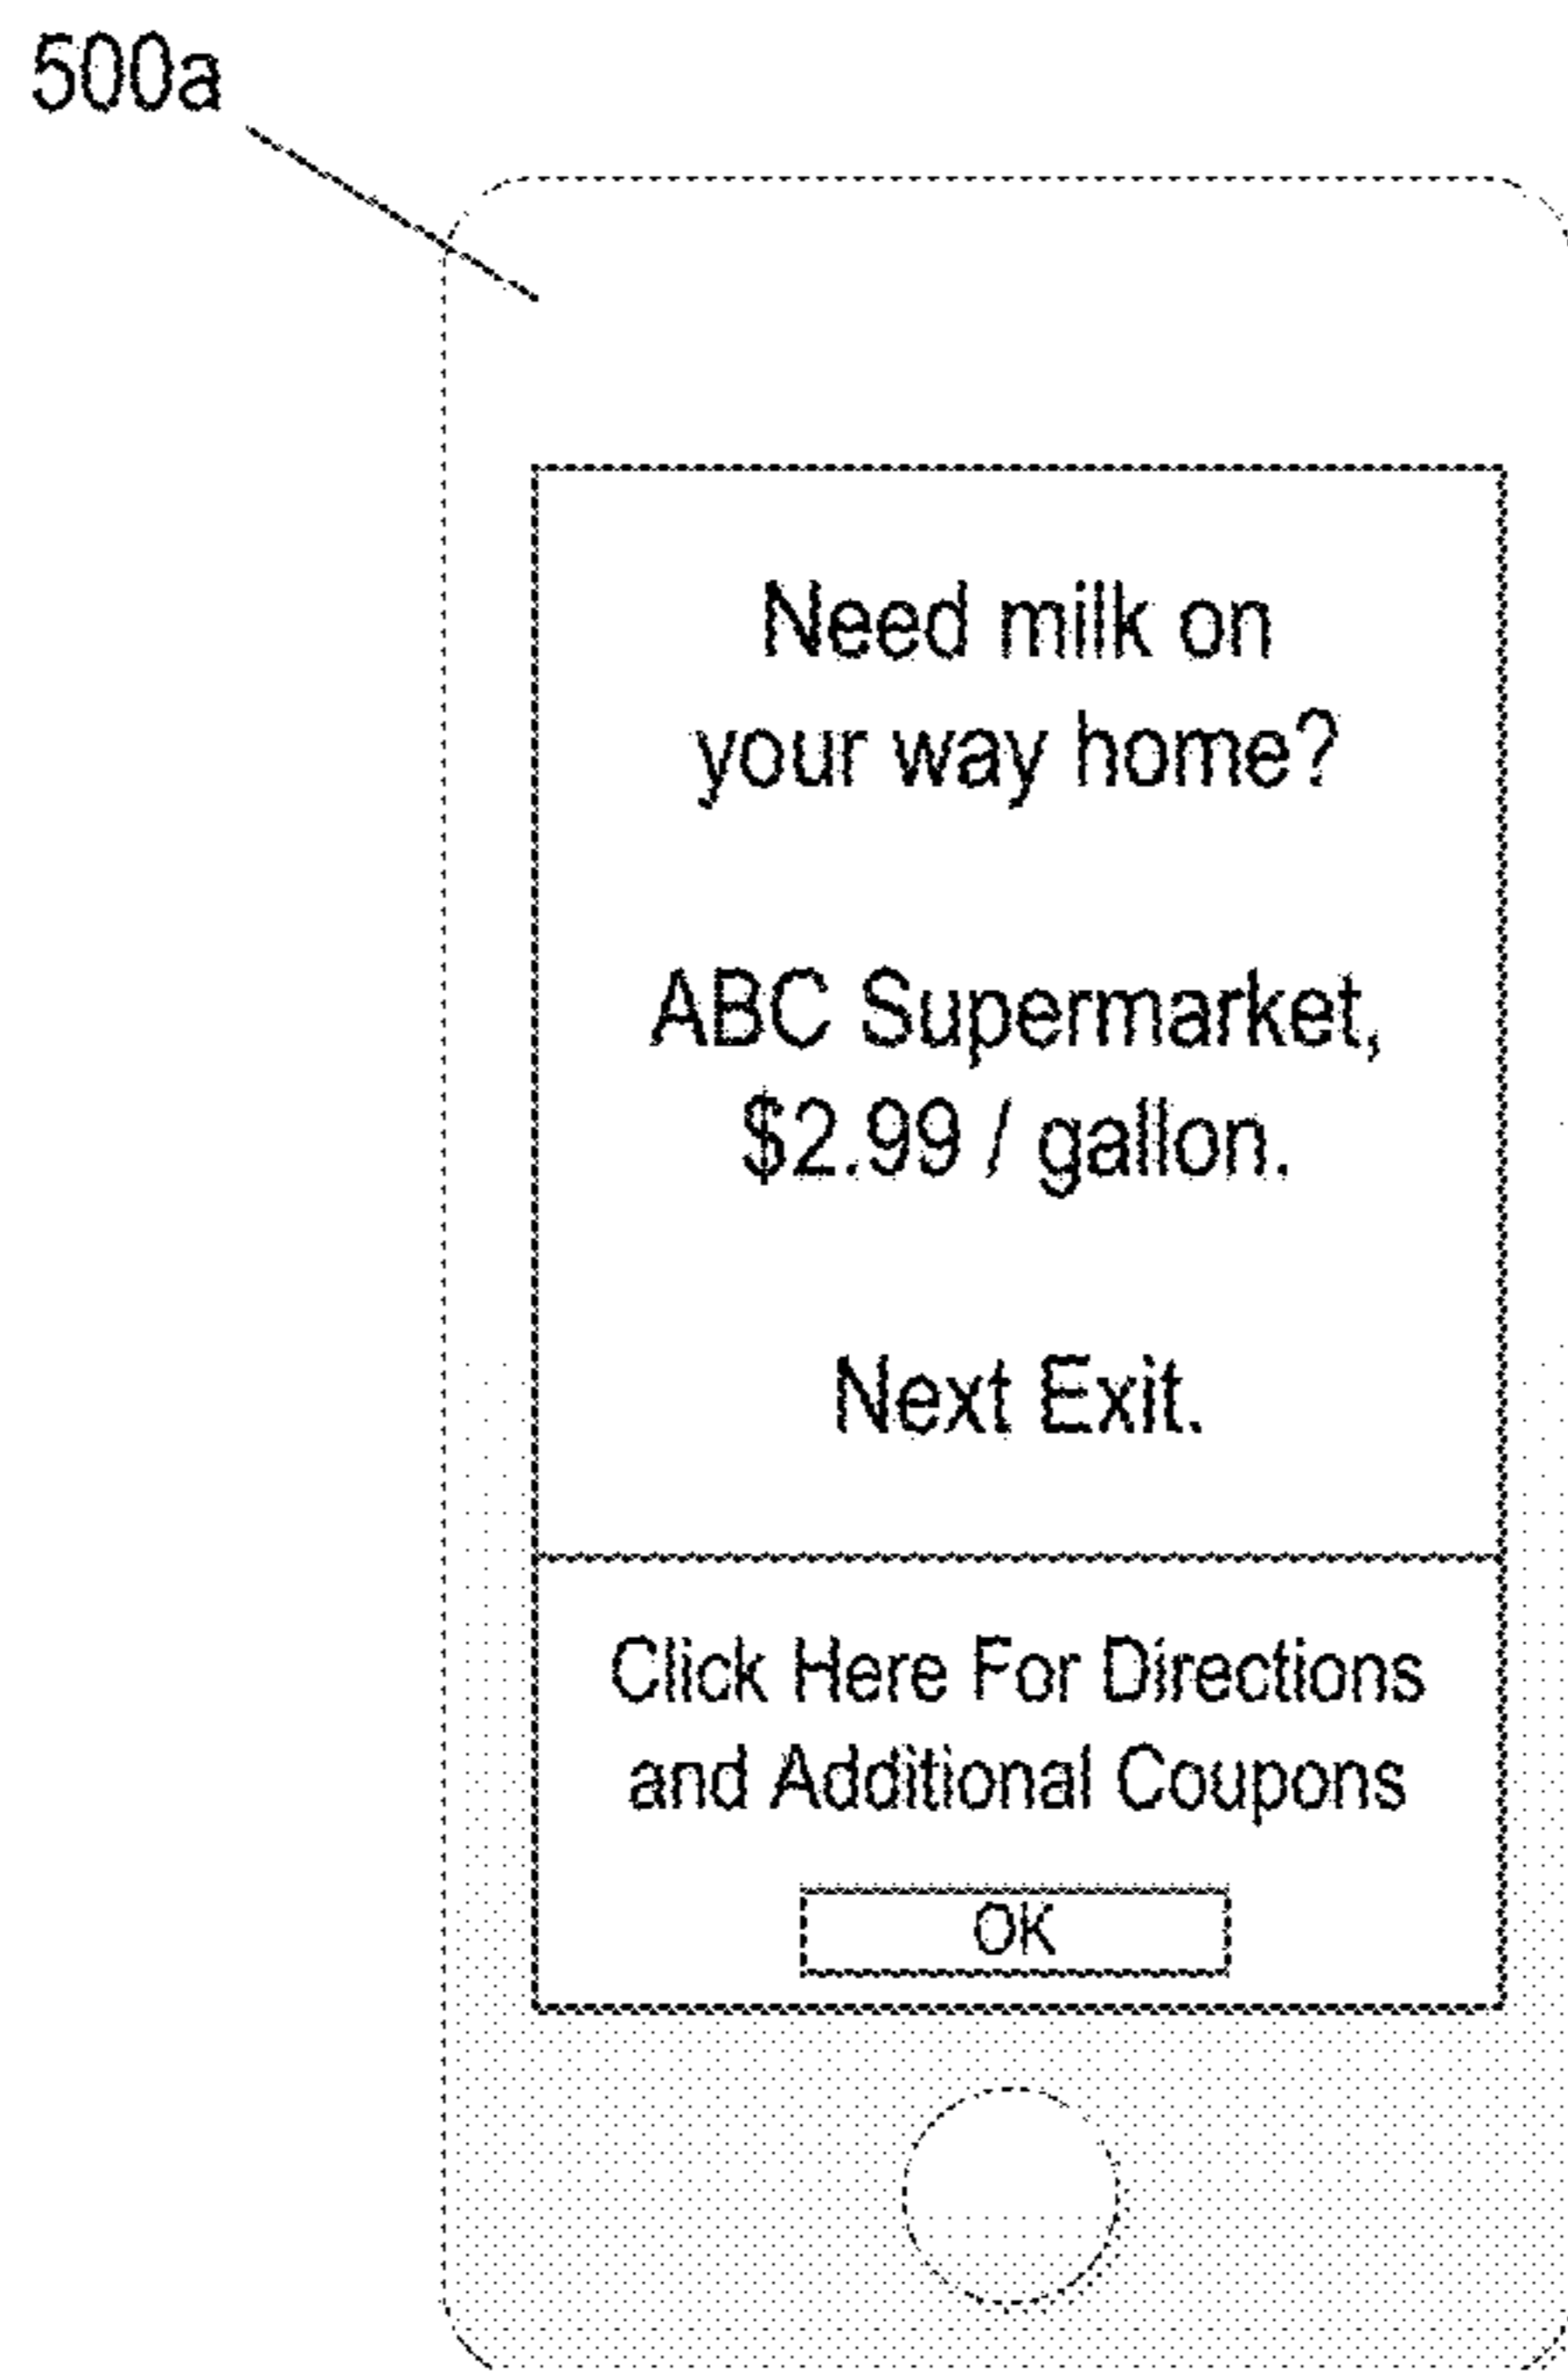 500a
Need milk on
your way home?
ABC Supermarket,
$2.99 / gallon.
Next Exit.
Click Here For Directions
and Additional Coupons
OK